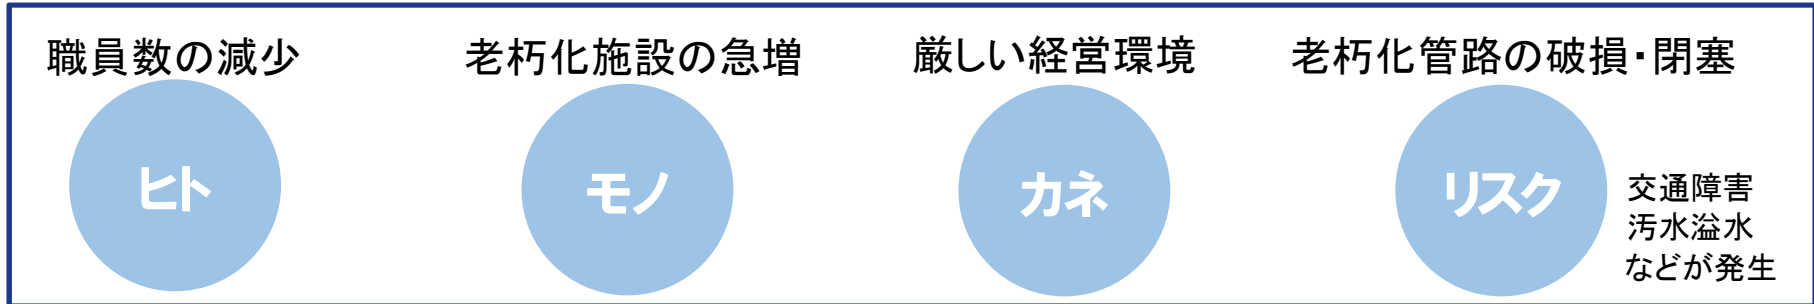 職員数の減少
老朽化施設の急増
厳しい経営環境
老朽化管路の破損・閉塞
ヒト
モノ
カネ
リスク
交通障害
汚水溢水
などが発生